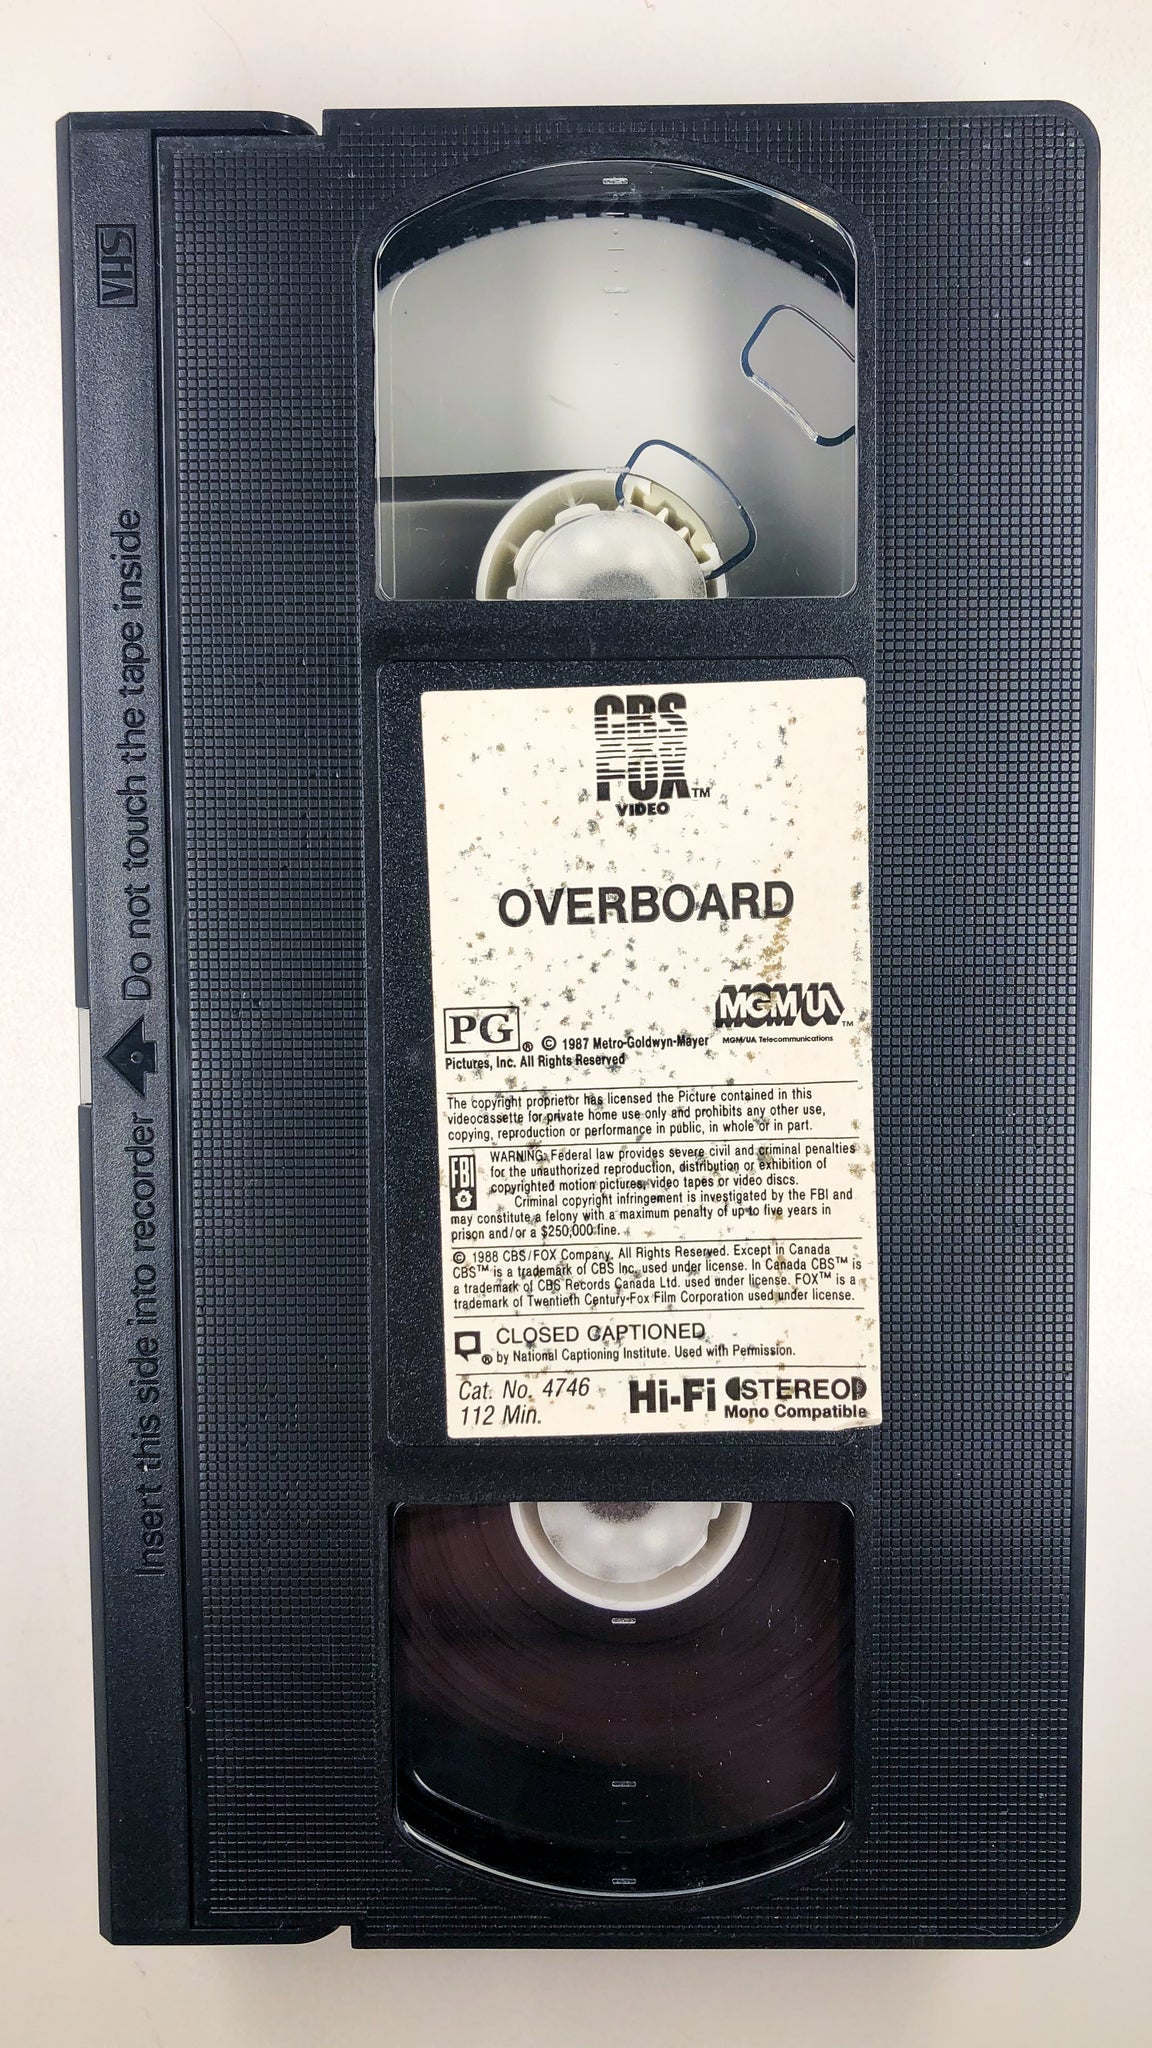 VHS
Insert this side into recorder Do not touch the tape inside
CBS
FOX™
VIDEO
OVERBOARD
MGM/UA™
MGM/UA Telecommunications
PG® © 1987 Metro-Goldwyn-Mayer
Pictures, Inc. All Rights Reserved
The copyright proprietor has licensed the Picture contained in this
videocassette for private home use only and prohibits any other use,
copying, reproduction or performance in public, in whole or in part.
FBI
WARNING: Federal law provides severe civil and criminal penalties
for the unauthorized reproduction, distribution or exhibition of
copyrighted motion pictures, video tapes or video discs.
Criminal copyright infringement is investigated by the FBI and
may constitute a felony with a maximum penalty of up to five years in
prison and/or a $250,000 fine.
© 1988 CBS/FOX Company. All Rights Reserved. Except in Canada
CBS™ is a trademark of CBS Inc. used under license. In Canada CBS™ is
a trademark of CBS Records Canada Ltd. used under license. FOX™ is a
trademark of Twentieth Century-Fox Film Corporation used under license.
CLOSED CAPTIONED
® by National Captioning Institute. Used with Permission.
Cat. No. 4746
112 Min.
Hi-Fi STEREO
Mono Compatible